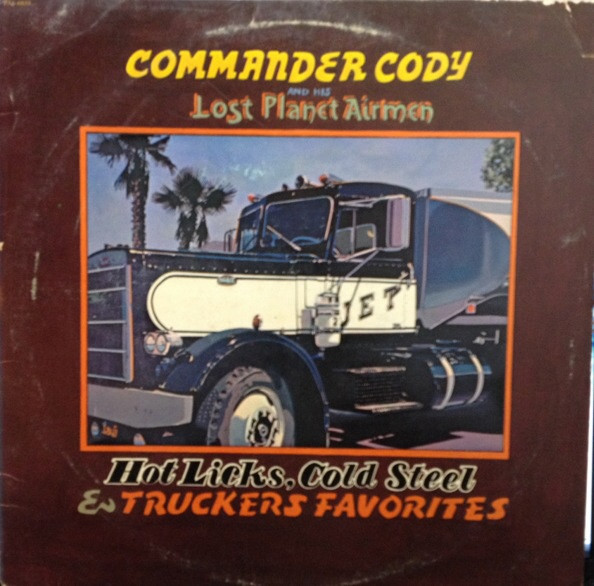 COMMANDER CODY
AND HIS
Lost Planet Airmen
JET
Hot Licks, Cold Steel
& TRUCKERS FAVORITES